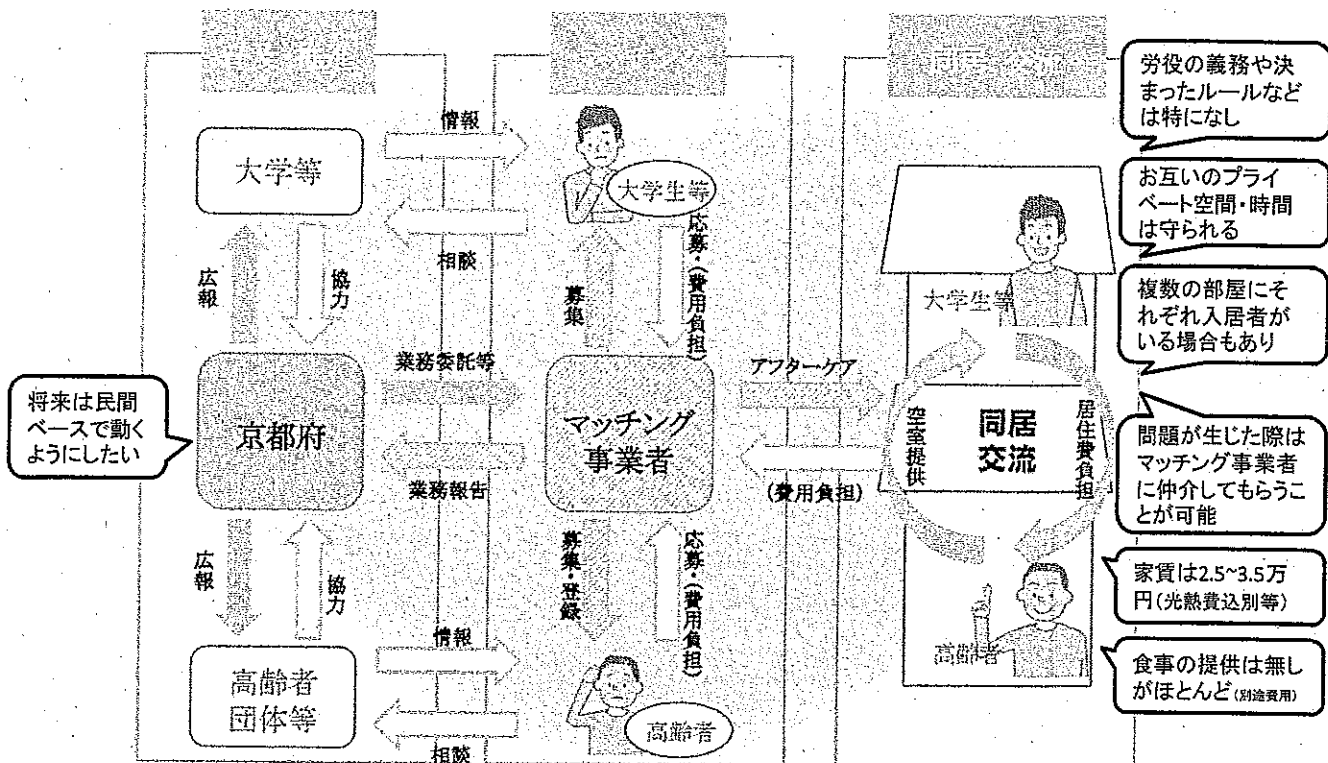 労役の義務や決
まったルールなど
は特になし
情報
大学等
大学生等
お互いのプライ
ベート空間・時間
は守られる
相談
広報
協力
募集
応募・(費用負担)
大学生等
複数の部屋にそ
れぞれ入居者が
いる場合もあり
業務委託等
アフターケア
将来は民間
ベースで動く
ようにしたい
京都府
マッチング
事業者
空室提供
同居
交流
居住費負担
問題が生じた際は
マッチング事業者
に仲介してもらうこ
とが可能
業務報告
(費用負担)
広報
協力
募集・登録
応募・(費用負担)
家賃は2.5~3.5万
円(光熱費込別等)
情報
高齢者
団体等
高齢者
高齢者
食事の提供は無し
がほとんど(別途費用)
相談